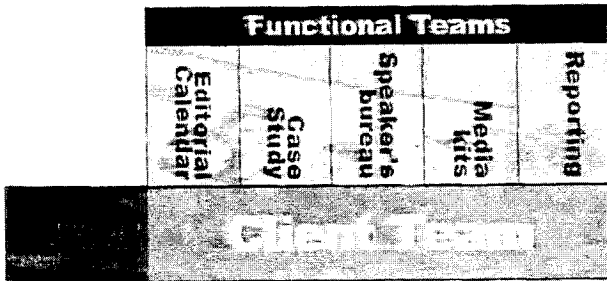 Functional Teams
Editorial
Calendar
Case
Study
Speaker's
bureau
Media
kits
Reporting
Client Team